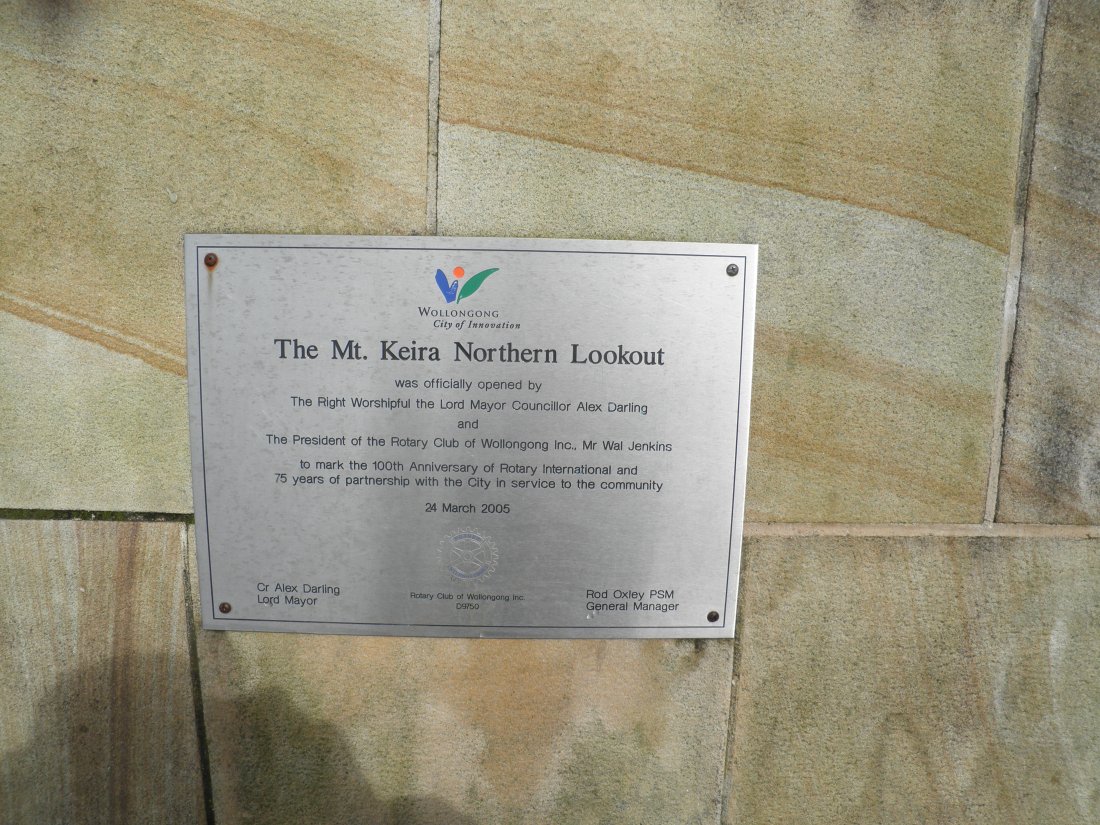 WOLLONGONG
City of Innovation
The Mt. Keira Northern Lookout
was officially opened by
The Right Worshipful the Lord Mayor Councillor Alex Darling
and
The President of the Rotary Club of Wollongong Inc., Mr Wal Jenkins
to mark the 100th Anniversary of Rotary International and
75 years of partnership with the City in service to the community
24 March 2005
Cr Alex Darling
Lord Mayor
Rotary Club of Wollongong Inc.
D9750
Rod Oxley PSM
General Manager